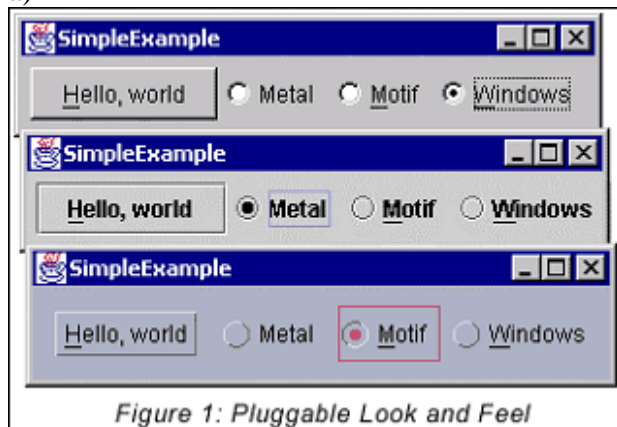 a)
SimpleExample
Hello, world Metal Motif Windows
SimpleExample
Hello, world Metal Motif Windows
SimpleExample
Hello, world Metal Motif Windows
Figure 1: Pluggable Look and Feel